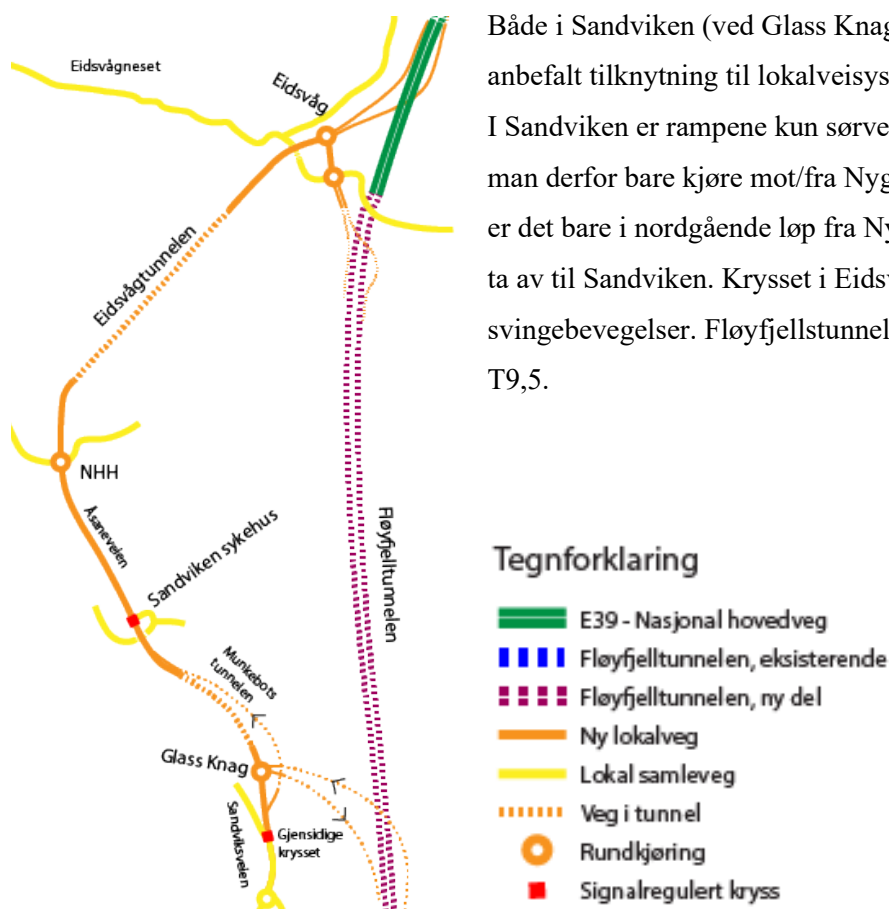 Både i Sandviken (ved Glass Knag
anbefalt tilknytning til lokalveisys
I Sandviken er rampene kun sørve
man derfor bare kjøre mot/fra Nyg
er det bare i nordgående løp fra Ny
ta av til Sandviken. Krysset i Eidsv
svingebevegelser. Fløyfjellstunnel
T9,5.
Eidsvågneset
Eidsvåg
Eidsvågtunnelen
NHH
Åsaneveien
Sandviken sykehus
Fløyfjelltunnelen
Munkebots
tunnelen
Glass Knag
Sandviksveien
Gjensidige
krysset
Tegnforklaring
E39 - Nasjonal hovedveg
Fløyfjelltunnelen, eksisterende
Fløyfjelltunnelen, ny del
Ny lokalveg
Lokal samleveg
Veg i tunnel
Rundkjøring
Signalregulert kryss